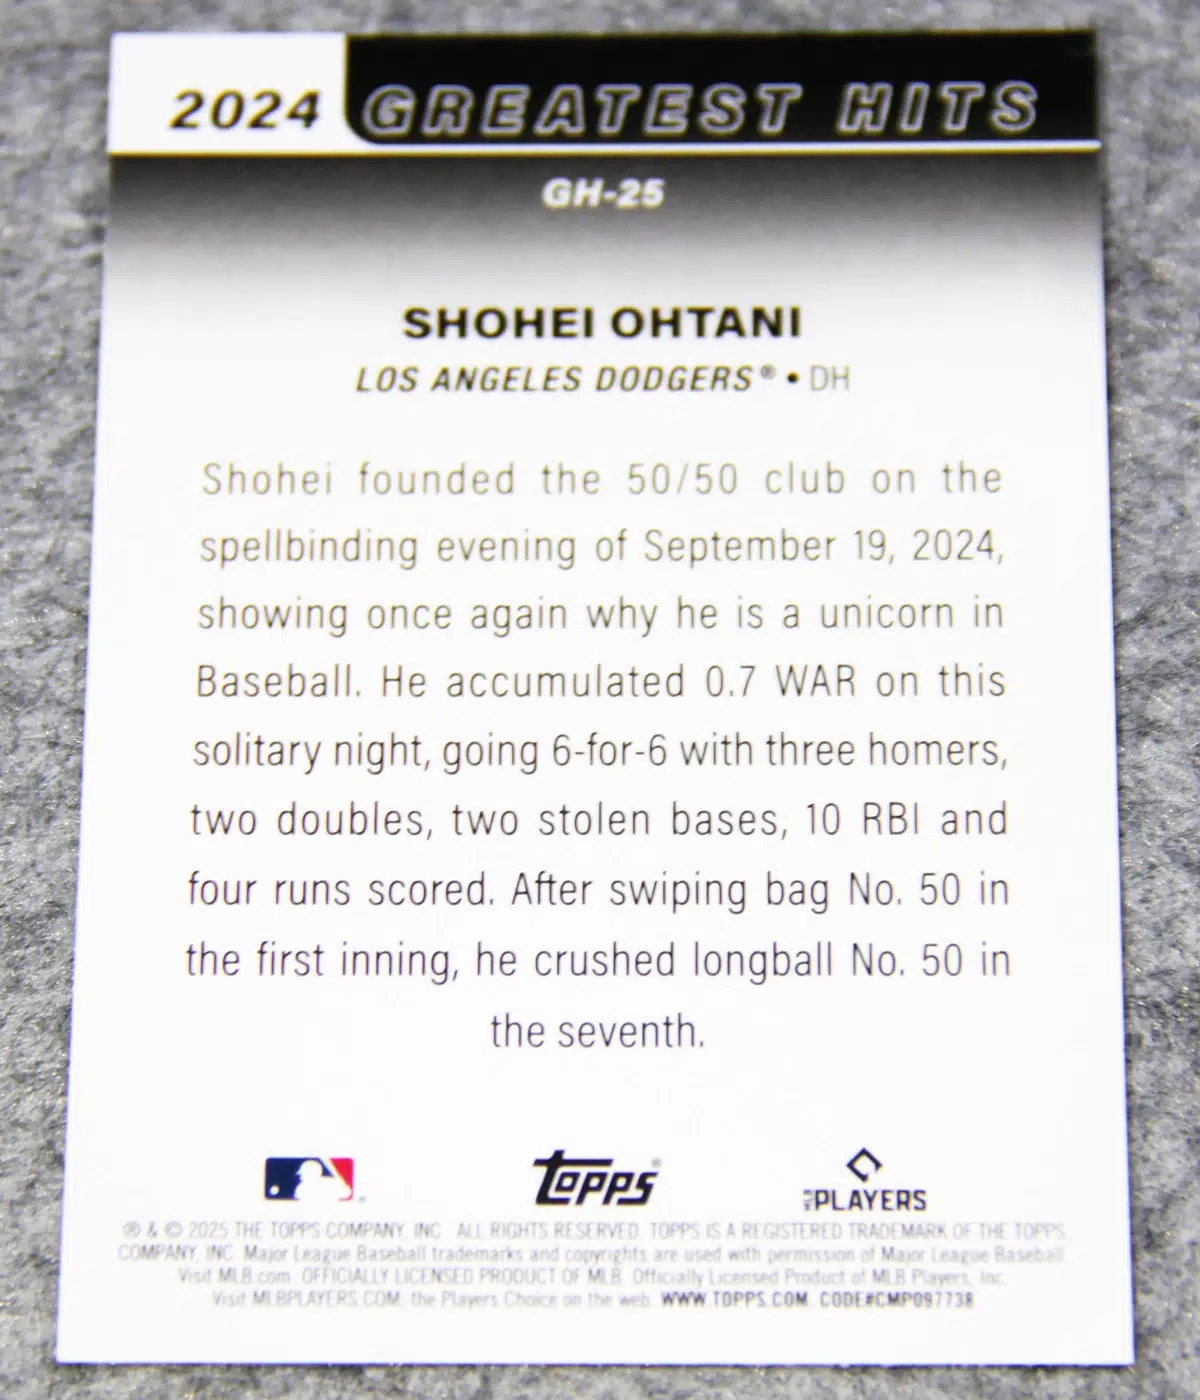 2024 GREATEST HITS
GH-25
SHOHEI OHTANI
LOS ANGELES DODGERS® • DH
Shohei founded the 50/50 club on the
spellbinding evening of September 19, 2024,
showing once again why he is a unicorn in
Baseball. He accumulated 0.7 WAR on this
solitary night, going 6-for-6 with three homers,
two doubles, two stolen bases, 10 RBI and
four runs scored. After swiping bag No. 50 in
the first inning, he crushed longball No. 50 in
the seventh.
topps® MLB PLAYERS
® & © 2025 THE TOPPS COMPANY, INC. ALL RIGHTS RESERVED. TOPPS IS A REGISTERED TRADEMARK OF THE TOPPS
COMPANY, INC. Major League Baseball trademarks and copyrights are used with permission of Major League Baseball.
Visit MLB.com. OFFICIALLY LICENSED PRODUCT OF MLB. Officially Licensed Product of MLB Players, Inc.
Visit MLBPLAYERS.COM, the Players Choice on the web. WWW.TOPPS.COM. CODE#CMP097738